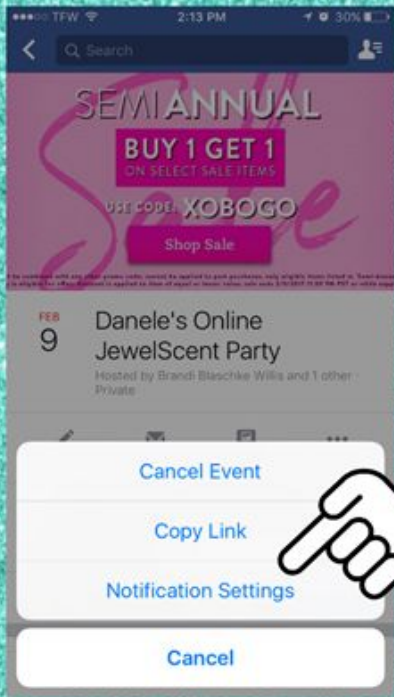 TFW 2:13 PM 30%
Search
SEMI ANNUAL
Sale
BUY 1 GET 1
ON SELECT SALE ITEMS
USE CODE: XOBOGO
Shop Sale
FEB
9
Danele's Online
JewelScent Party
Hosted by Brandi Blaschke Willis and 1 other ·
Private
Cancel Event
Copy Link
Notification Settings
Cancel